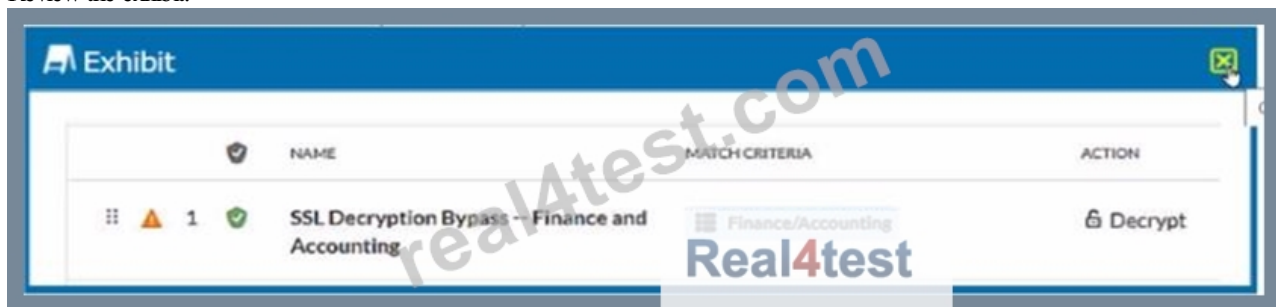 Exhibit
NAME MATCH CRITERIA ACTION
1 SSL Decryption Bypass -- Finance and Accounting Finance/Accounting Decrypt
real4test.com
Real4test